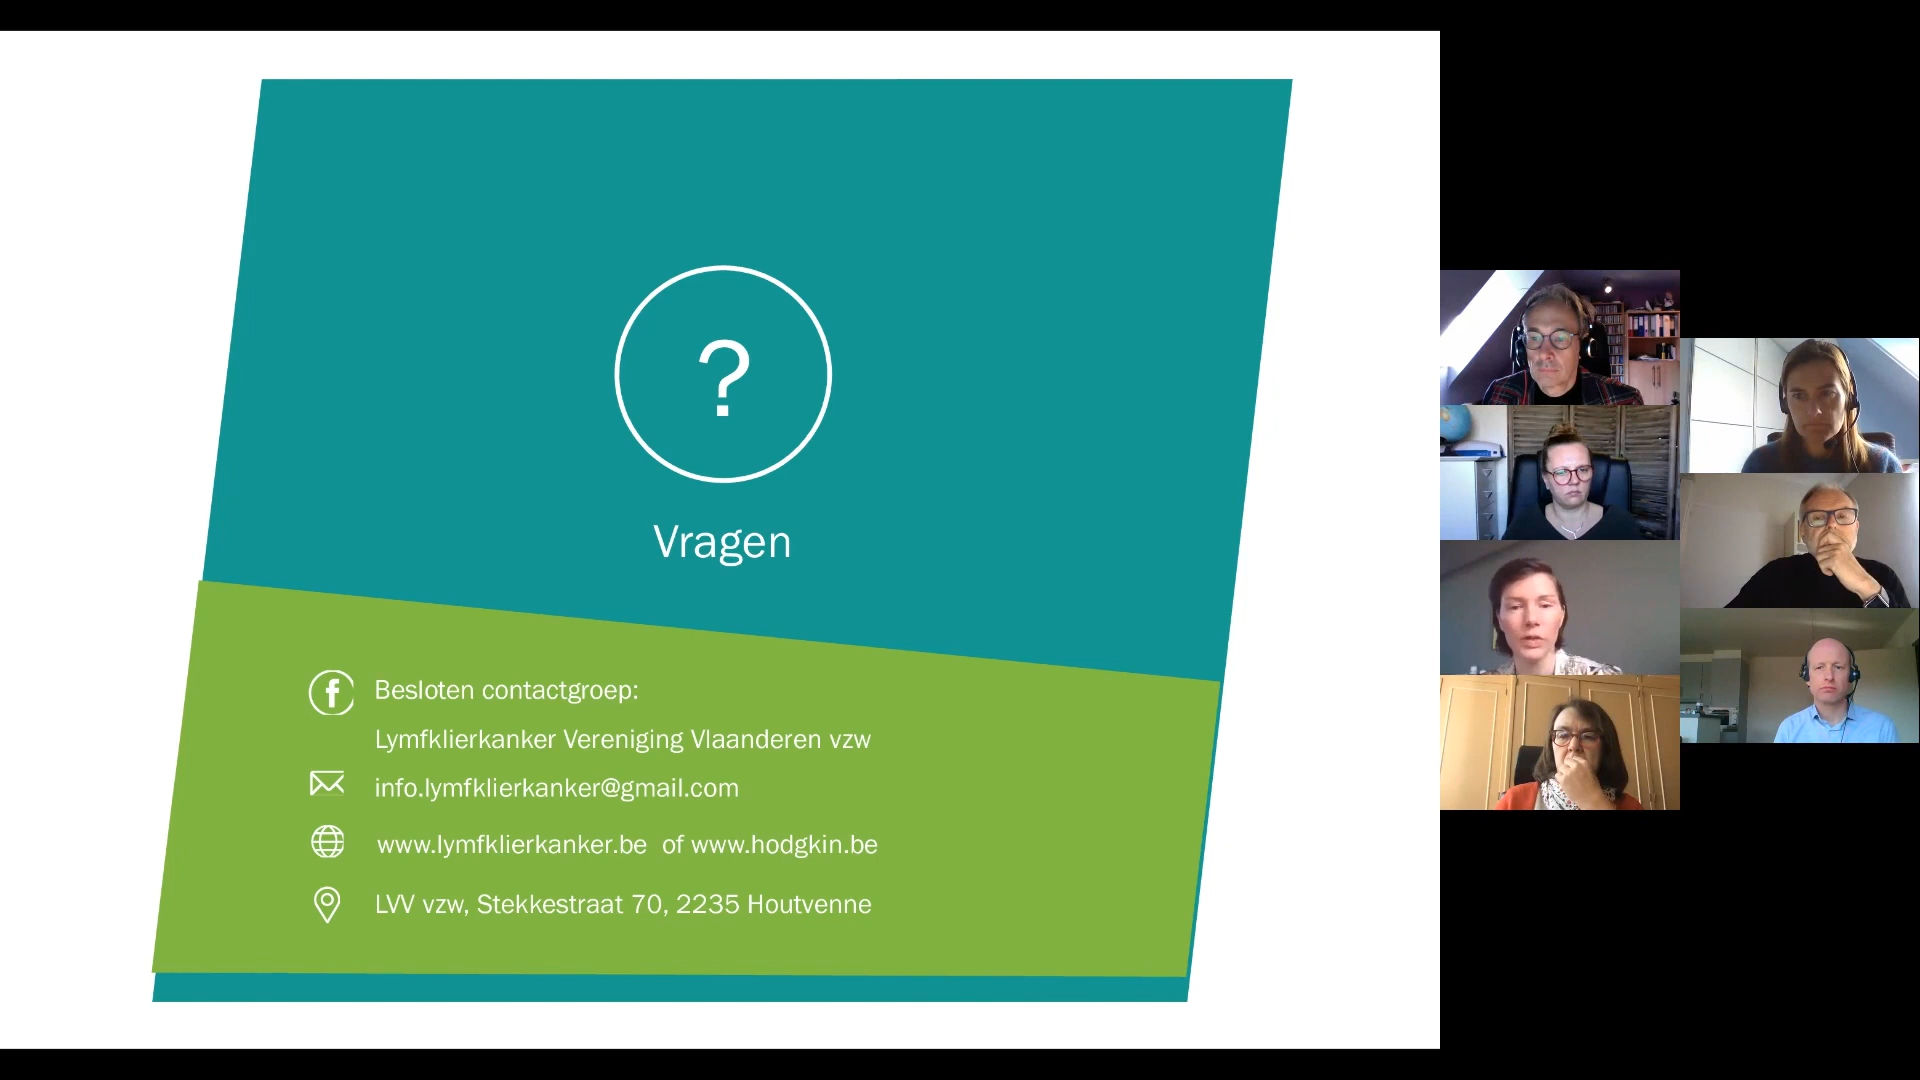 ?
Vragen
Besloten contactgroep:
Lymfklierkanker Vereniging Vlaanderen vzw
info.lymfklierkanker@gmail.com
www.lymfklierkanker.be of www.hodgkin.be
LVV vzw, Stekkestraat 70, 2235 Houtvenne